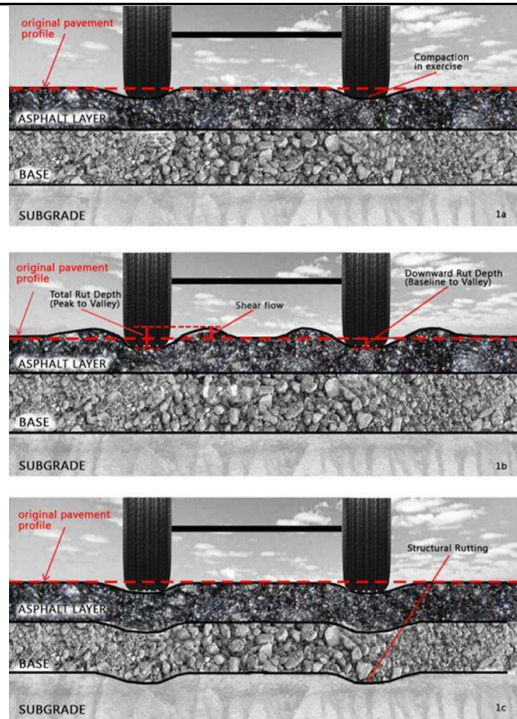 original pavement
profile
Compaction
in exercise
ASPHALT LAYER
BASE
SUBGRADE
1a
original pavement
profile
Total Rut Depth
(Peak to Valley)
Shear flow
Downward Rut Depth
(Baseline to Valley)
ASPHALT LAYER
BASE
SUBGRADE
1b
original pavement
profile
Structural Rutting
ASPHALT LAYER
BASE
SUBGRADE
1c